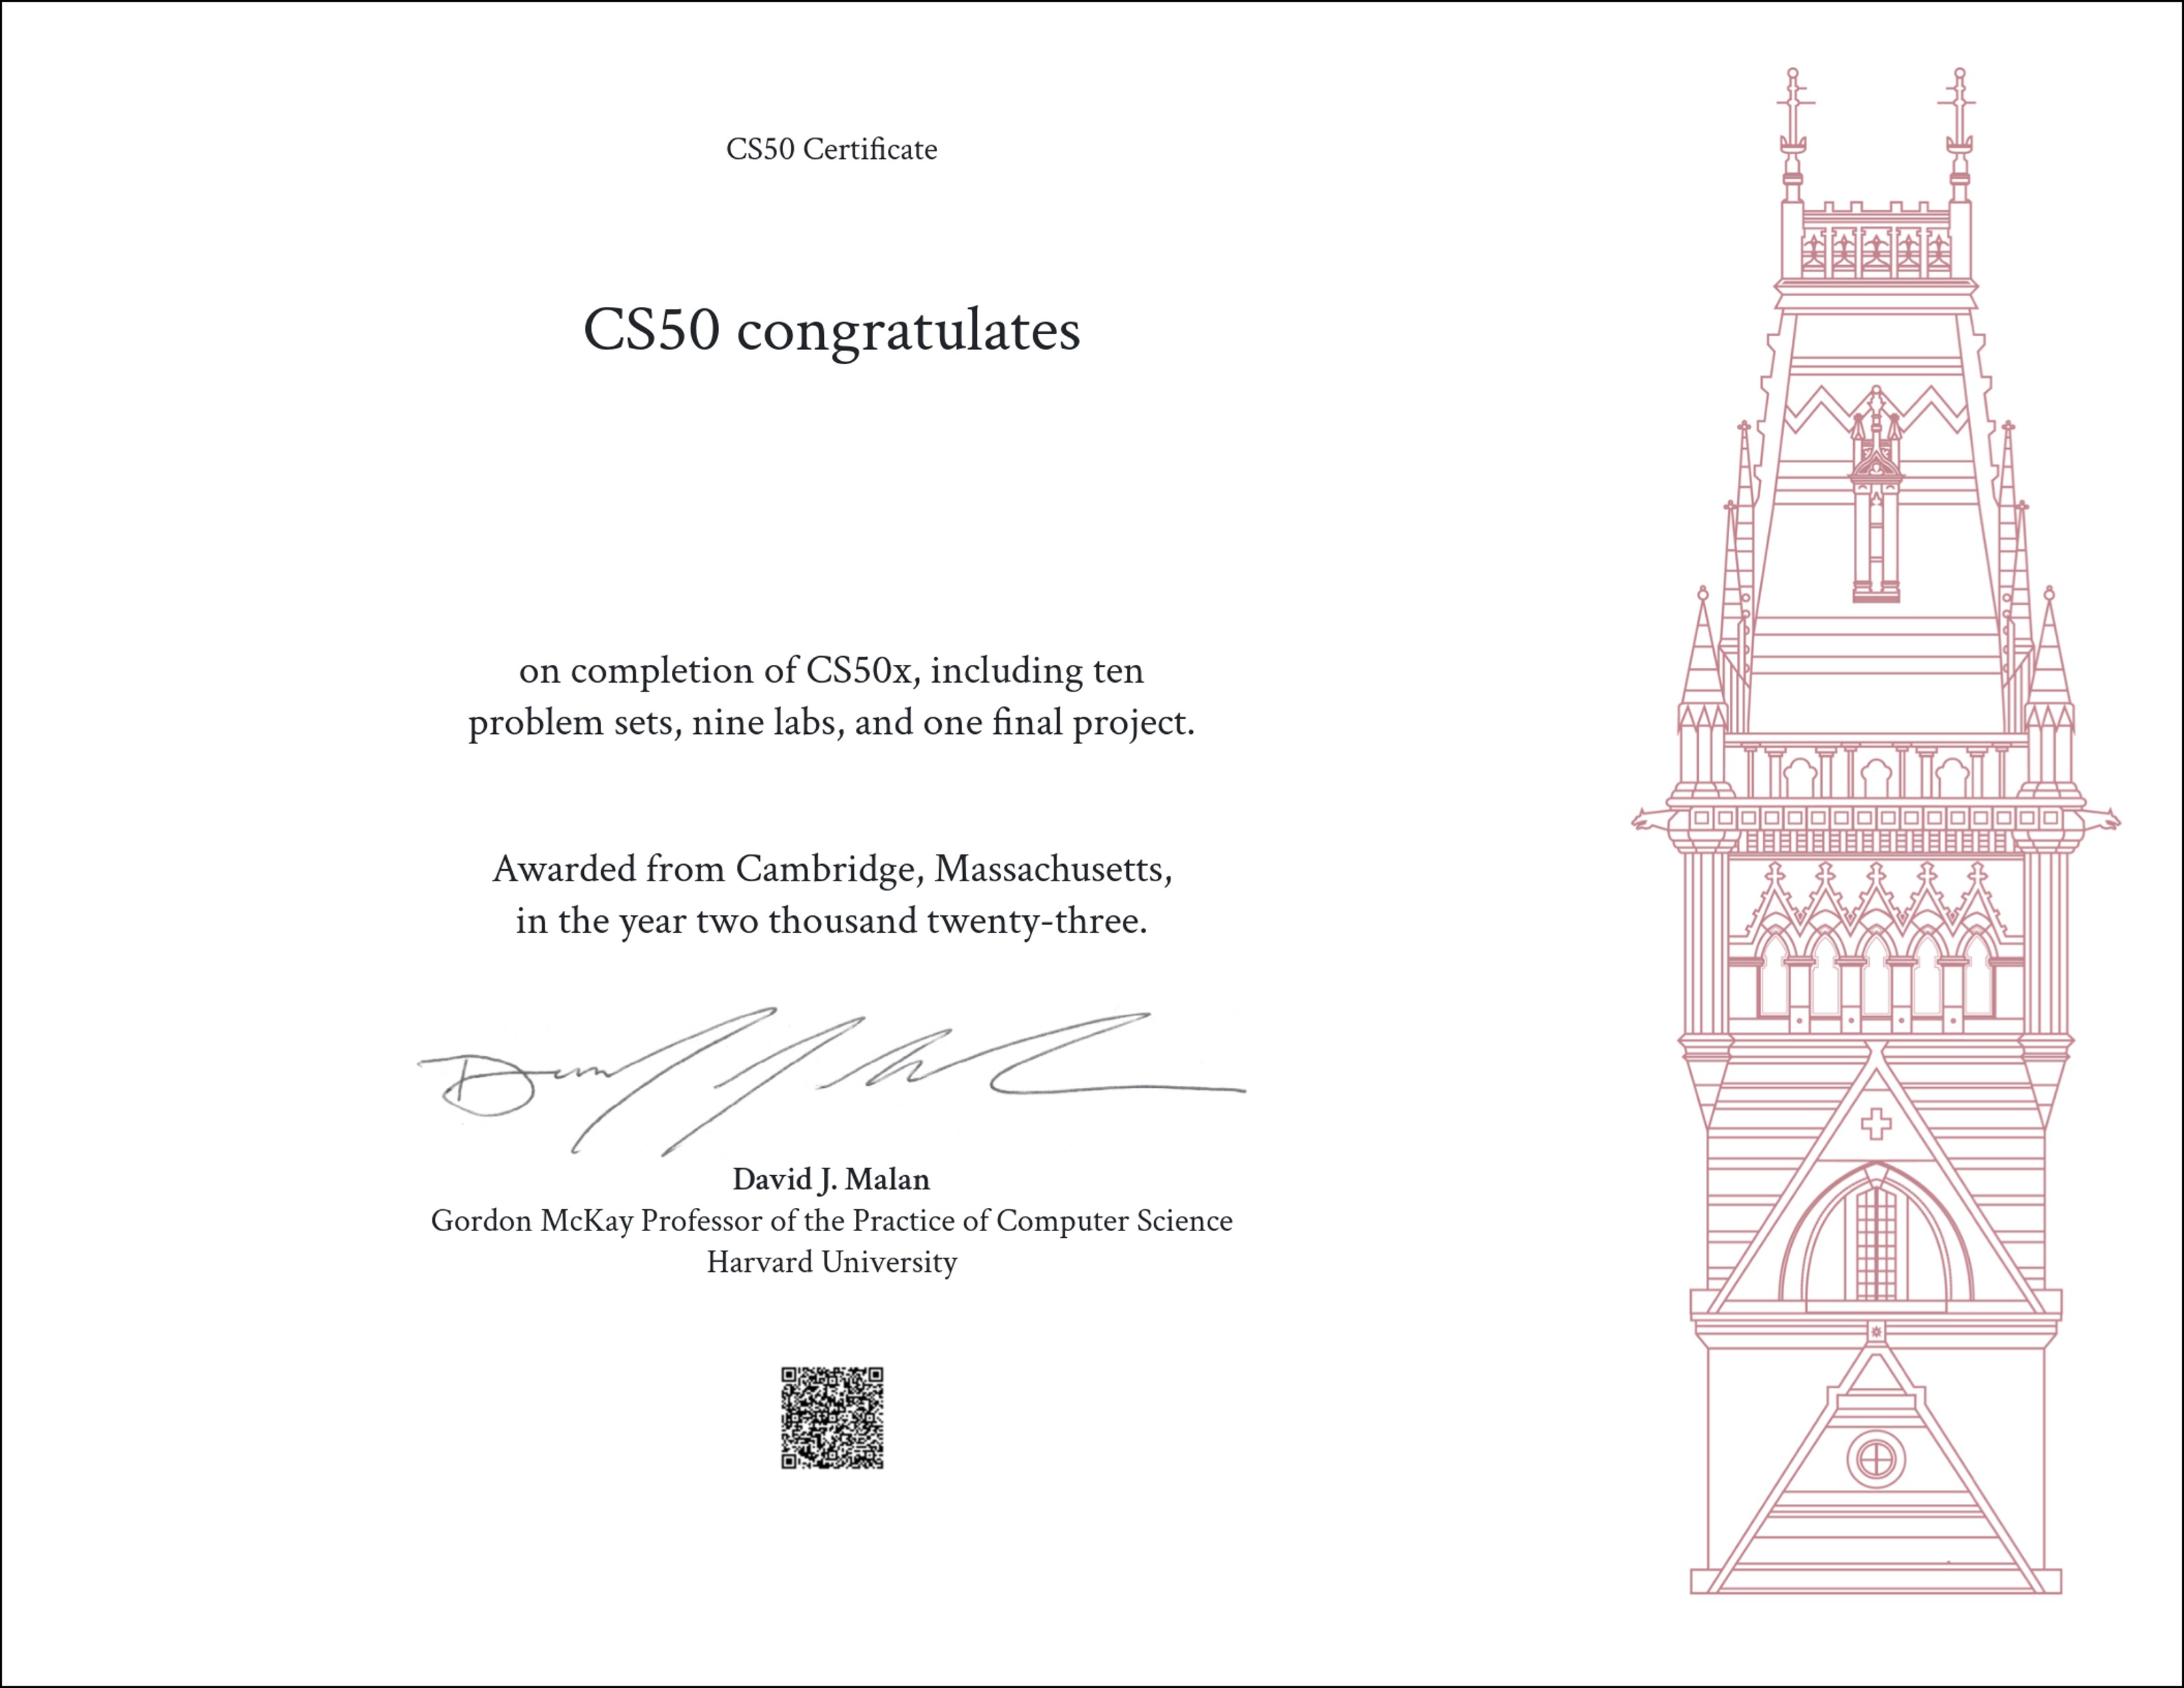 CS50 Certificate
CS50 congratulates
on completion of CS50x, including ten
problem sets, nine labs, and one final project.
Awarded from Cambridge, Massachusetts,
in the year two thousand twenty-three.
David J. Malan
Gordon McKay Professor of the Practice of Computer Science
Harvard University